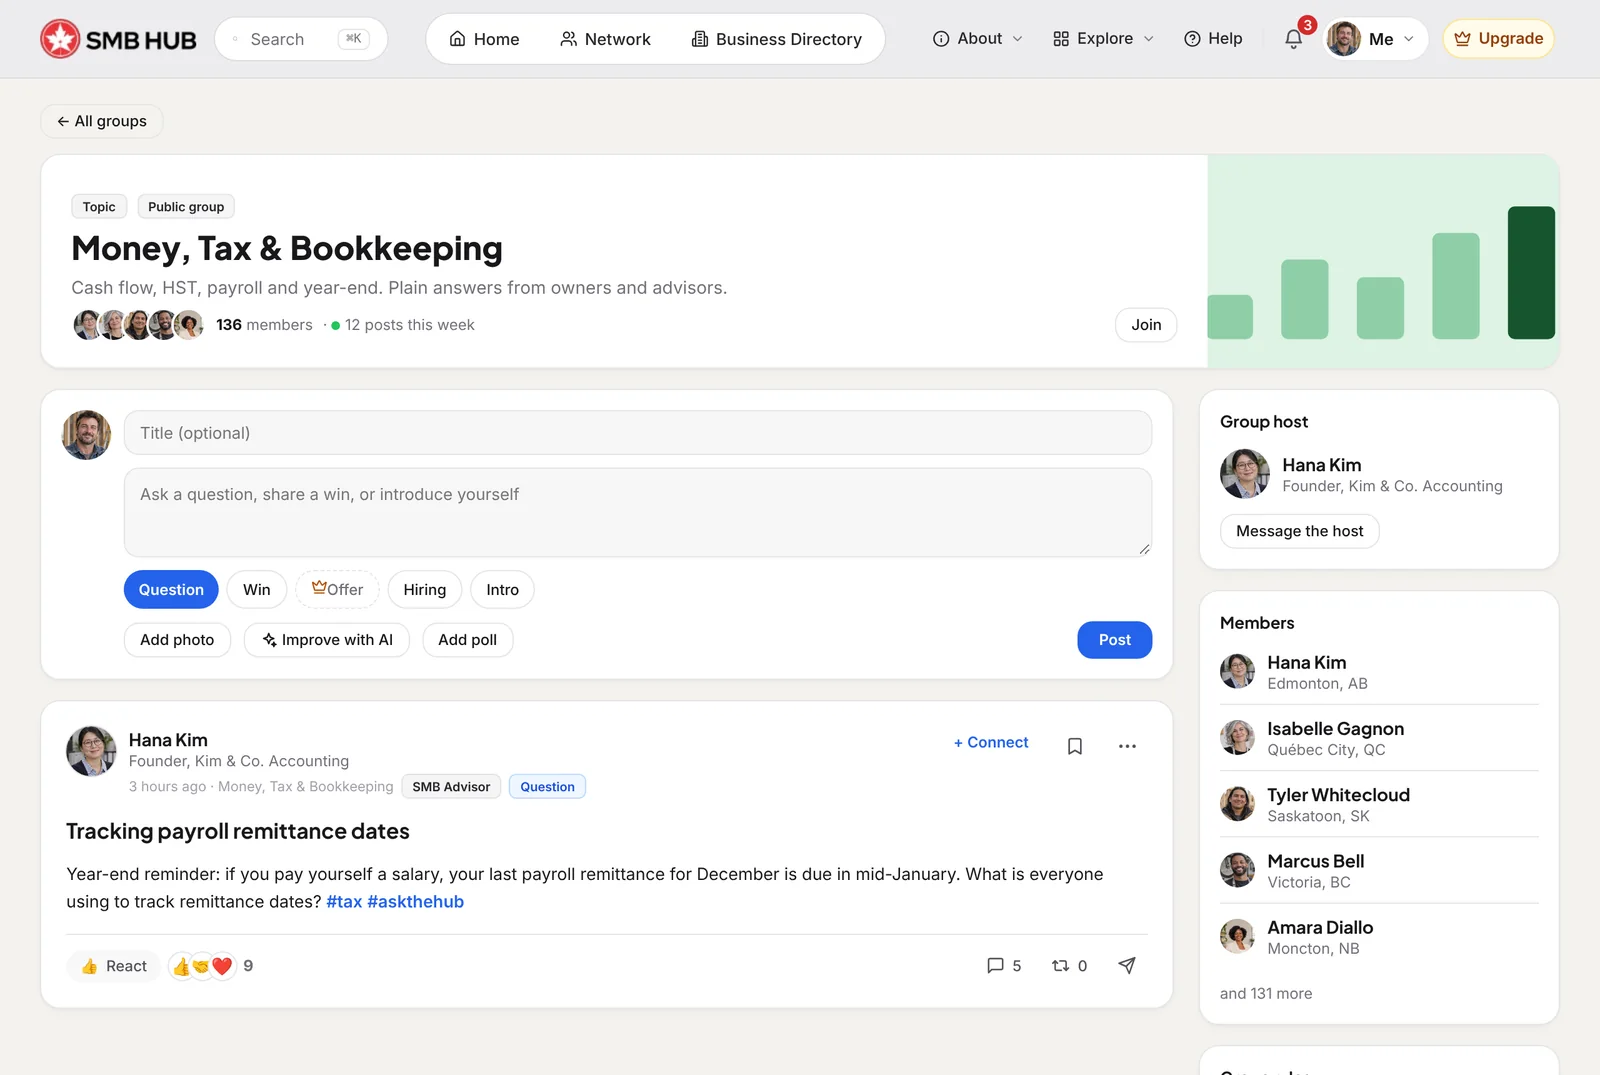 SMB HUB
Search
⌘K
Home
Network
Business Directory
About
Explore
Help
3
Me
Upgrade
← All groups
Topic
Public group
Money, Tax & Bookkeeping
Cash flow, HST, payroll and year-end. Plain answers from owners and advisors.
136 members · 12 posts this week
Join
Title (optional)
Ask a question, share a win, or introduce yourself
Question
Win
Offer
Hiring
Intro
Add photo
Improve with AI
Add poll
Post
Hana Kim
Founder, Kim & Co. Accounting
3 hours ago · Money, Tax & Bookkeeping
SMB Advisor
Question
+ Connect
Tracking payroll remittance dates
Year-end reminder: if you pay yourself a salary, your last payroll remittance for December is due in mid-January. What is everyone
using to track remittance dates? #tax #askthehub
React
9
5
0
Group host
Hana Kim
Founder, Kim & Co. Accounting
Message the host
Members
Hana Kim
Edmonton, AB
Isabelle Gagnon
Québec City, QC
Tyler Whitecloud
Saskatoon, SK
Marcus Bell
Victoria, BC
Amara Diallo
Moncton, NB
and 131 more